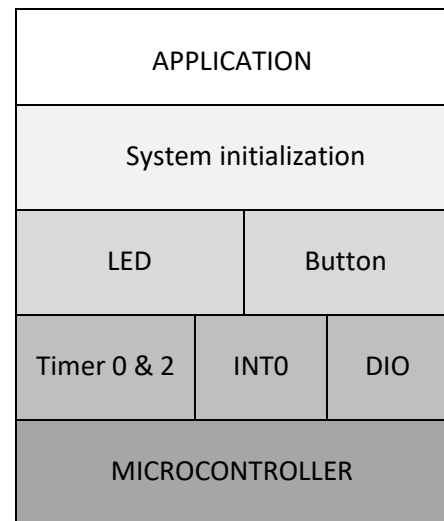 APPLICATION
System initialization
LED
Button
Timer 0 & 2
INT0
DIO
MICROCONTROLLER